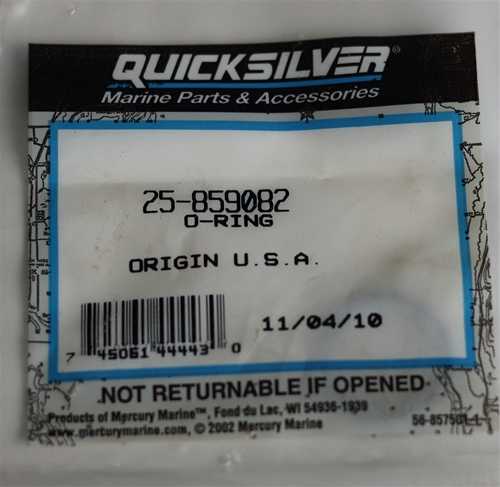 QUICKSILVER®
Marine Parts & Accessories
25-859082
O-RING
ORIGIN U.S.A.
11/04/10
7 45061 44443 0
NOT RETURNABLE IF OPENED
Products of Mercury Marine™, Fond du Lac, WI 54936-1939
www.mercurymarine.com, © 2002 Mercury Marine